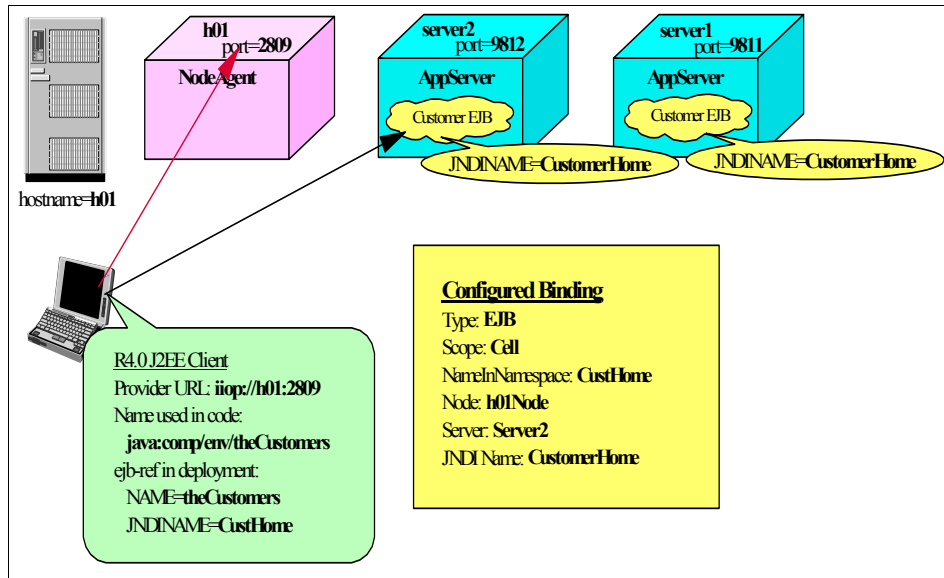 h01
port=2809
NodeAgent
server2
port=9812
AppServer
Customer EJB
JNDINAME=CustomerHome
server1
port=9811
AppServer
Customer EJB
JNDINAME=CustomerHome
hostname=h01
R4.0 J2EE Client
Provider URL: iiop://h01:2809
Name used in code:
java:comp/env/theCustomers
ejb-ref in deployment:
NAME=theCustomers
JNDINAME=CustHome
Configured Binding
Type: EJB
Scope: Cell
NameInNamespace: CustHome
Node: h01Node
Server: Server2
JNDI Name: CustomerHome